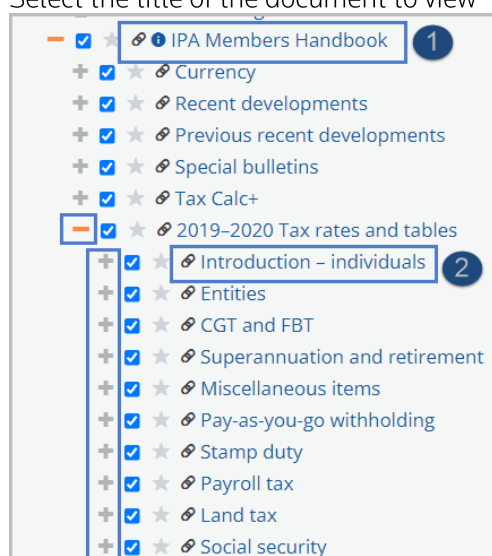 Select the title of the document to view
IPA Members Handbook 1
Currency
Recent developments
Previous recent developments
Special bulletins
Tax Calc+
2019–2020 Tax rates and tables
Introduction – individuals 2
Entities
CGT and FBT
Superannuation and retirement
Miscellaneous items
Pay-as-you-go withholding
Stamp duty
Payroll tax
Land tax
Social security